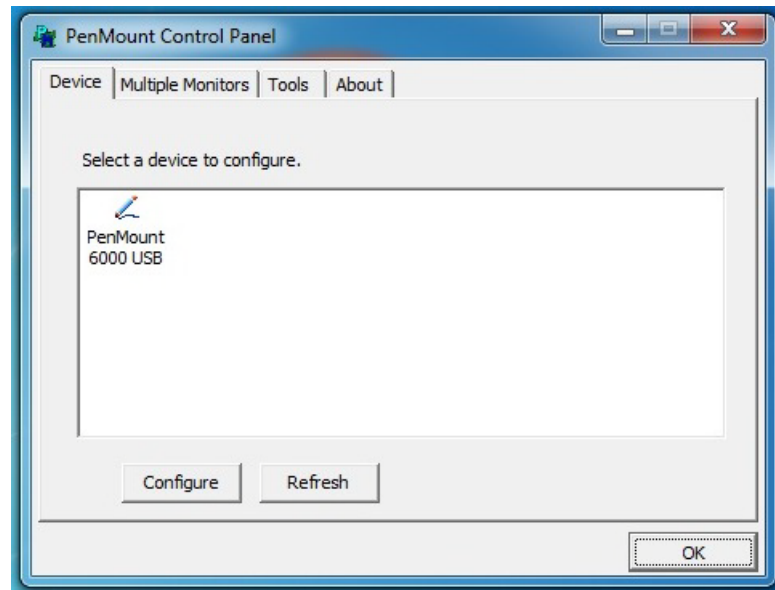 PenMount Control Panel
Device Multiple Monitors Tools About
Select a device to configure.
PenMount
6000 USB
Configure Refresh
OK